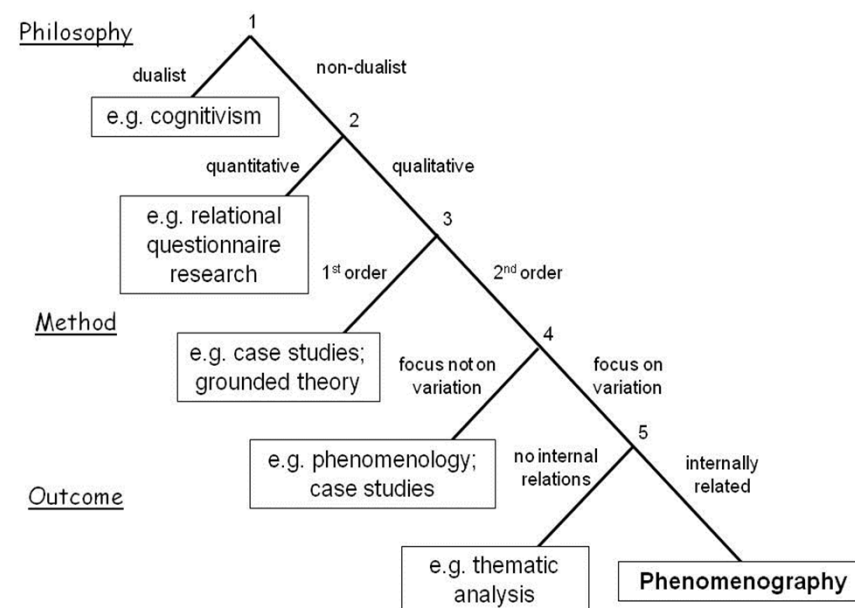 1
Philosophy
dualist
non-dualist
e.g. cognitivism
2
quantitative
qualitative
e.g. relational
questionnaire
research
3
1st order
2nd order
Method
e.g. case studies;
grounded theory
4
focus not on
variation
focus on
variation
e.g. phenomenology;
case studies
5
no internal
relations
internally
related
Outcome
e.g. thematic
analysis
Phenomenography